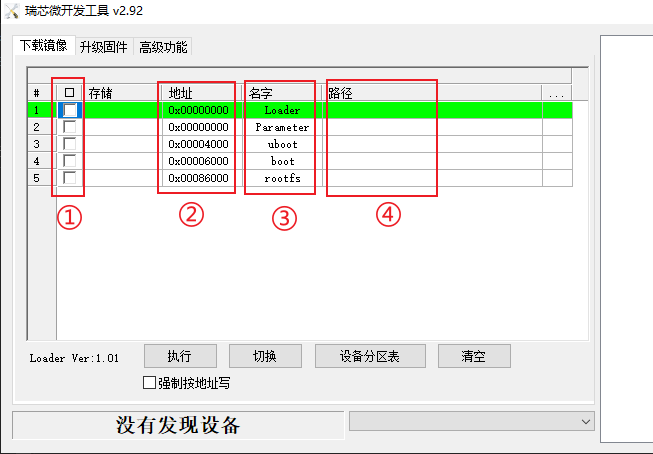 瑞芯微开发工具 v2.92
下载镜像 升级固件 高级功能
# 存储 地址 名字 路径 ...
1 0x00000000 Loader
2 0x00000000 Parameter
3 0x00004000 uboot
4 0x00006000 boot
5 0x00086000 rootfs
① ② ③ ④
Loader Ver:1.01 执行 切换 设备分区表 清空
强制按地址写
没有发现设备